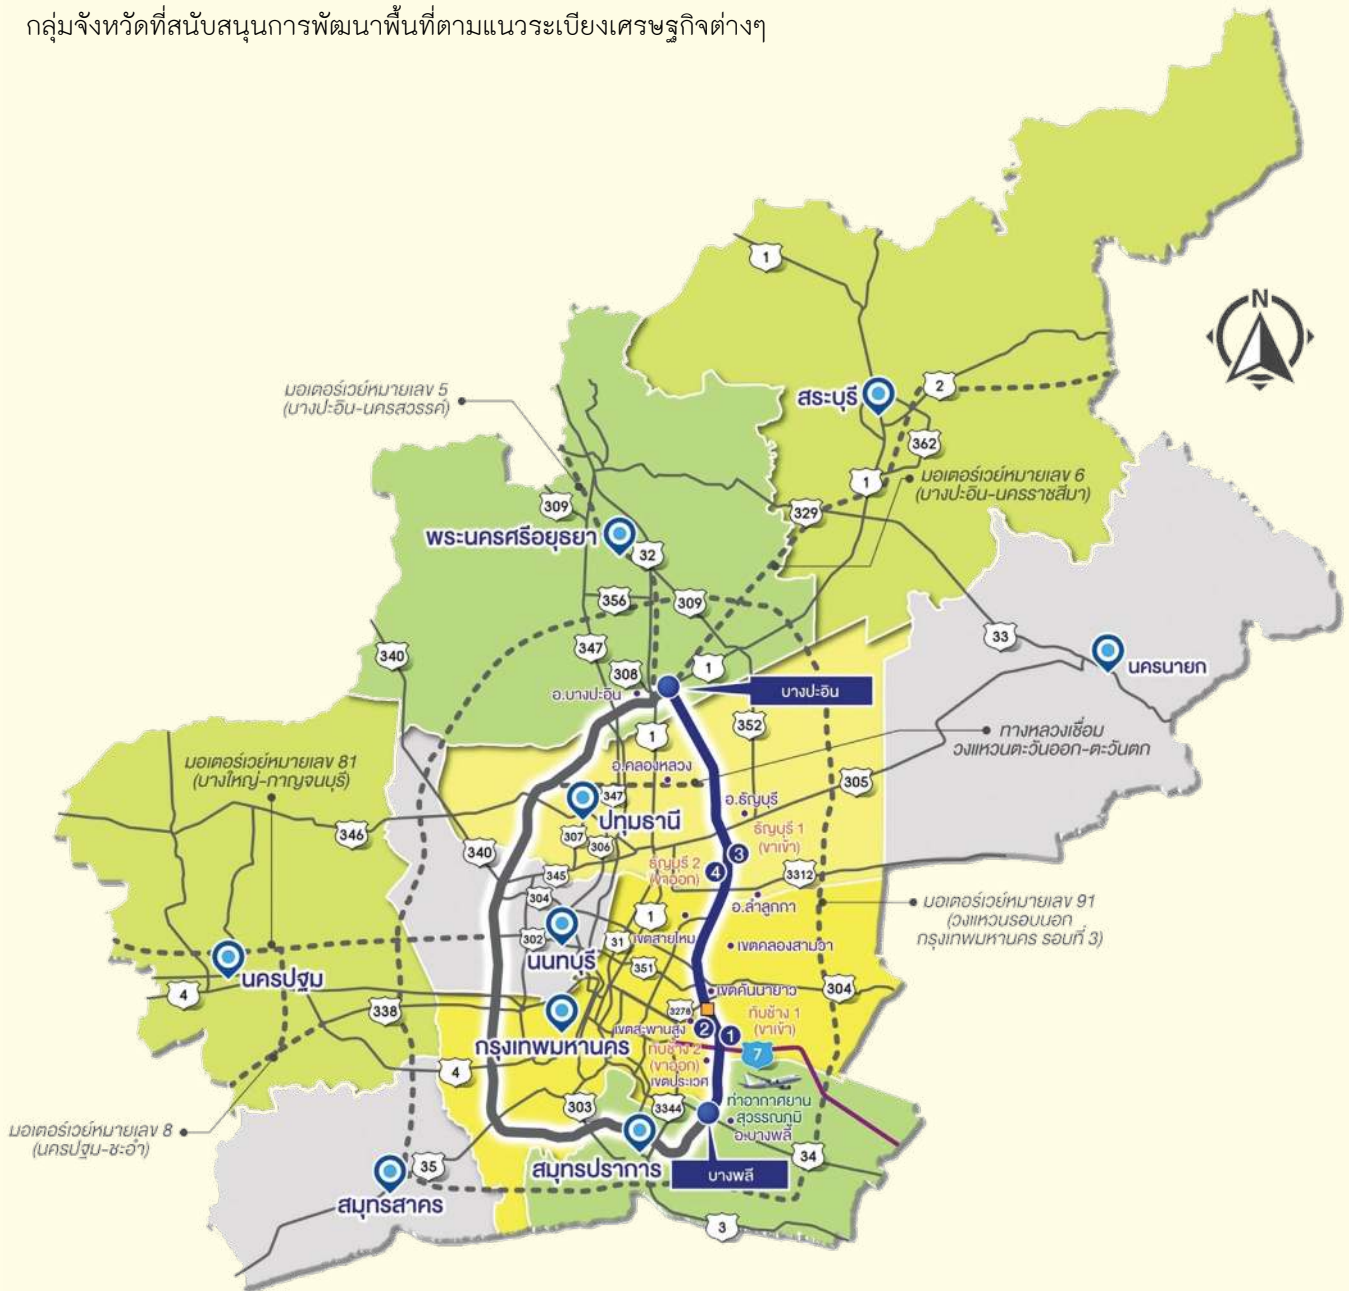 กลุ่มจังหวัดที่สนับสนุนการพัฒนาพื้นที่ตามแนวระเบียงเศรษฐกิจต่างๆ
N
1
สระบุรี
2
362
1
มอเตอร์เวย์หมายเลข 5
(บางปะอิน-นครสวรรค์)
มอเตอร์เวย์หมายเลข 6
(บางปะอิน-นครราชสีมา)
309
329
พระนครศรีอยุธยา
32
356
309
33
340
347
308
1
นครนายก
อ.บางปะอิน
บางปะอิน
352
1
ทางหลวงเชื่อม
วงแหวนตะวันออก-ตะวันตก
มอเตอร์เวย์หมายเลข 81
(บางใหญ่-กาญจนบุรี)
อ.คลองหลวง
305
347
อ.ธัญบุรี
ปทุมธานี
346
307
306
ธัญบุรี 1
(ขาเข้า)
340
3
ธัญบุรี 2
(ขาออก)
4
345
3312
304
1
อ.ลำลูกกา
มอเตอร์เวย์หมายเลข 91
(วงแหวนรอบนอก
กรุงเทพมหานคร รอบที่ 3)
302
31
เขตสายไหม
เขตคลองสามวา
นนทบุรี
351
นครปฐม
4
เขตคันนายาว
304
338
3278
ทับช้าง 1
(ขาเข้า)
เขตสะพานสูง
2
1
กรุงเทพมหานคร
ทับช้าง 2
(ขาออก)
7
4
เขตประเวศ
ท่าอากาศยาน
สุวรรณภูมิ
303
3344
อ.บางพลี
มอเตอร์เวย์หมายเลข 8
(นครปฐม-ชะอำ)
34
35
สมุทรปราการ
บางพลี
สมุทรสาคร
3